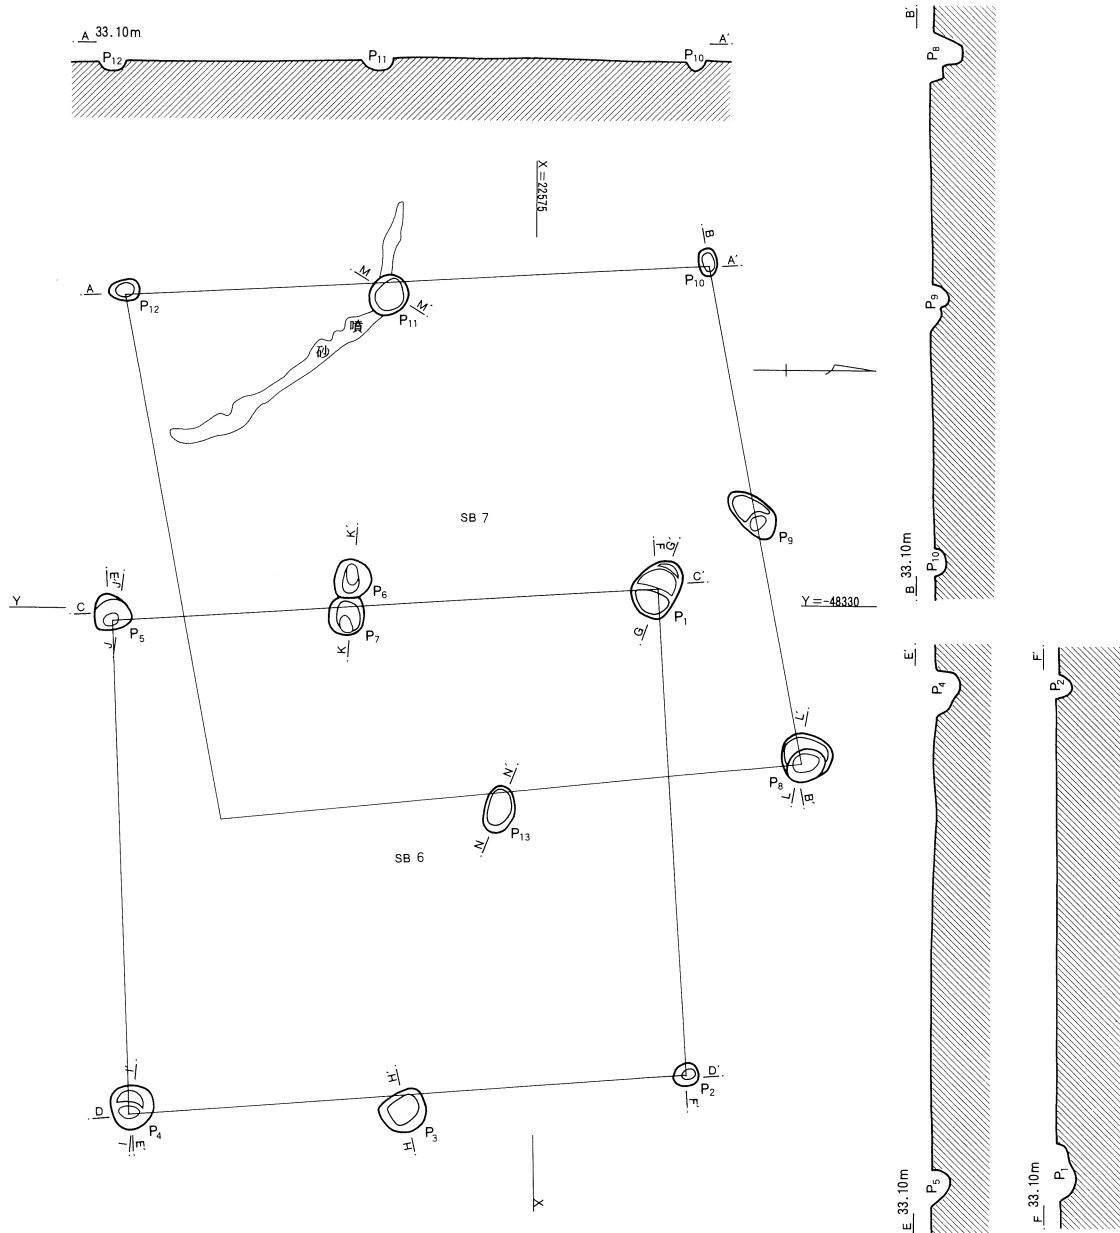 A 33.10m A′
P12 P11 P10
X=22575
B
A A′
P12 M M′ P11 P10
噴
砂
SB 7
P9
K′
E′ J′ F G′
Y C P5 J P6 P7 K C′ P1 G Y=-48330
L′
P8 L B′
N′
P13
N
SB 6
I′ H′ D′
D P4 P3 P2
I E′ H F′
X
B′
P8
P9
P10
B 33.10m
E′
P4
P5
E 33.10m
F′
P2
P1
F 33.10m